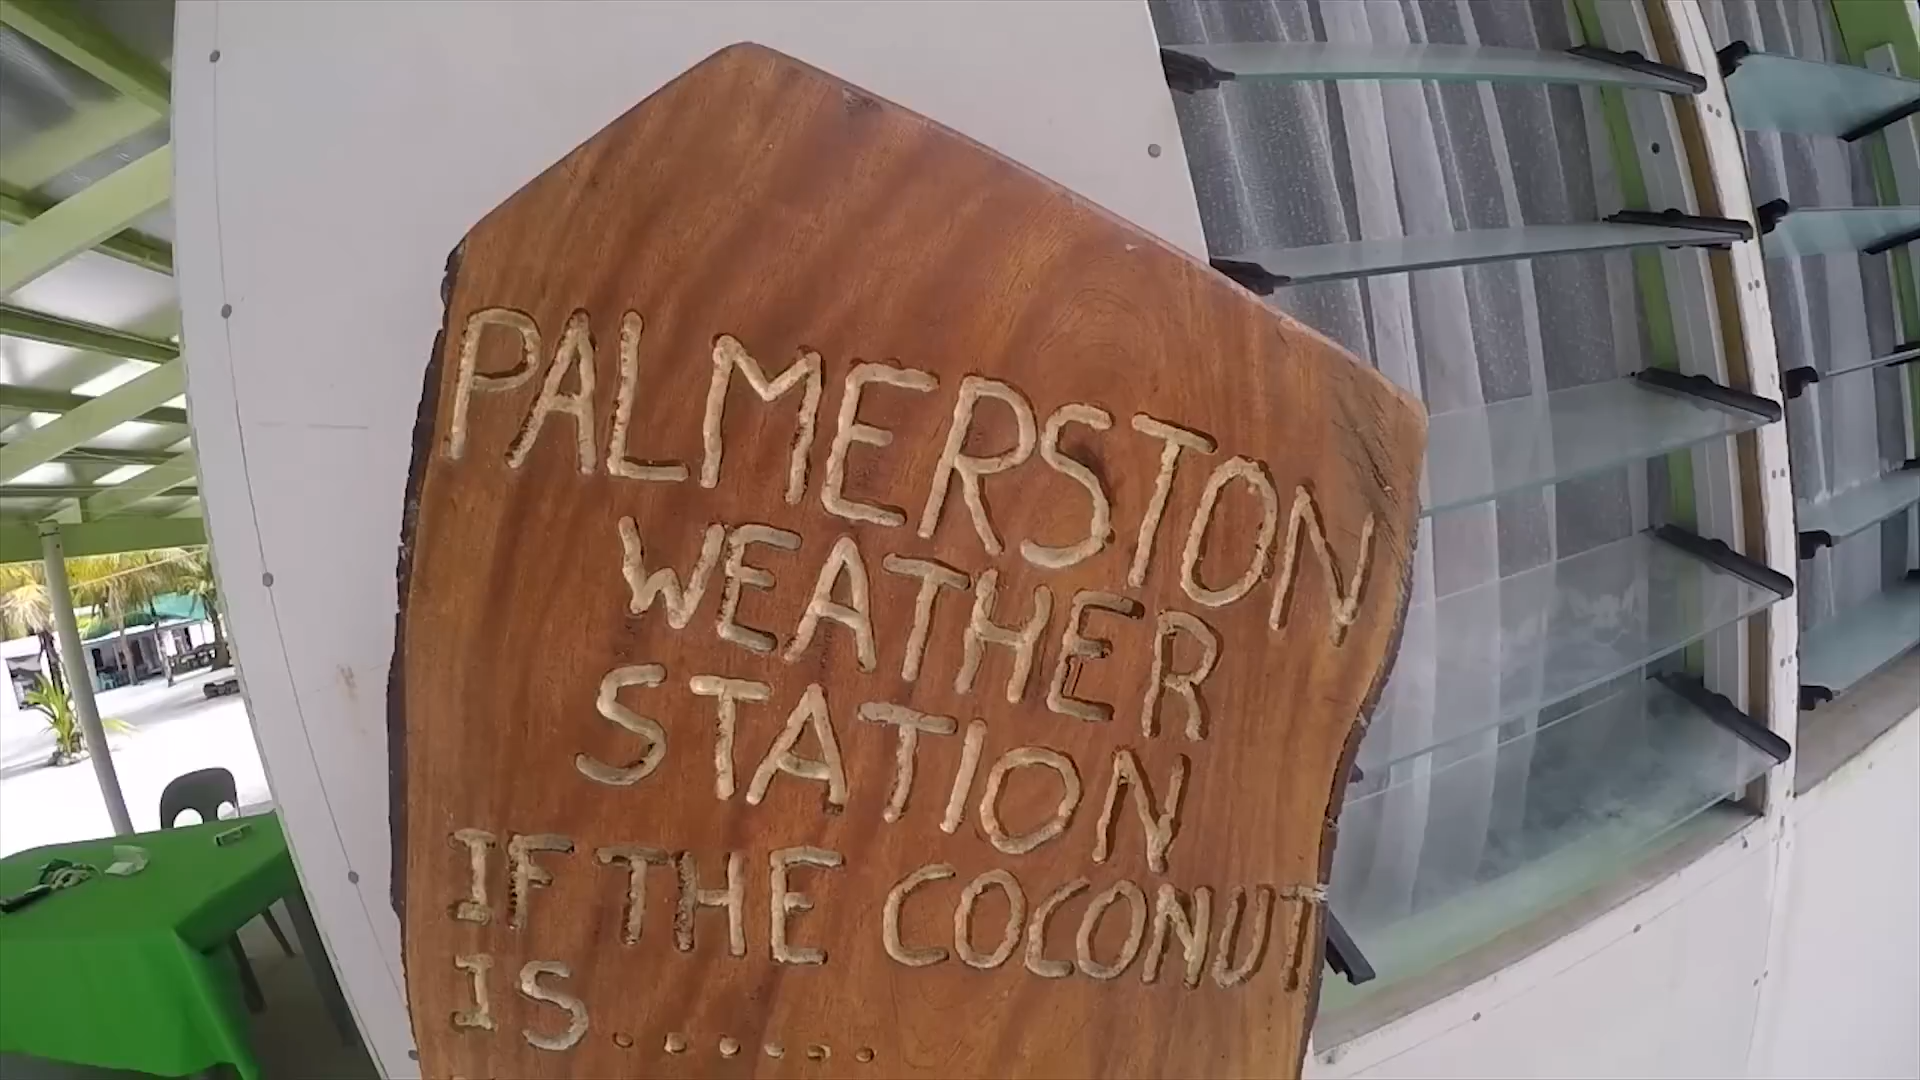 PALMERSTON
WEATHER
STATION
IF THE COCONUT
IS......